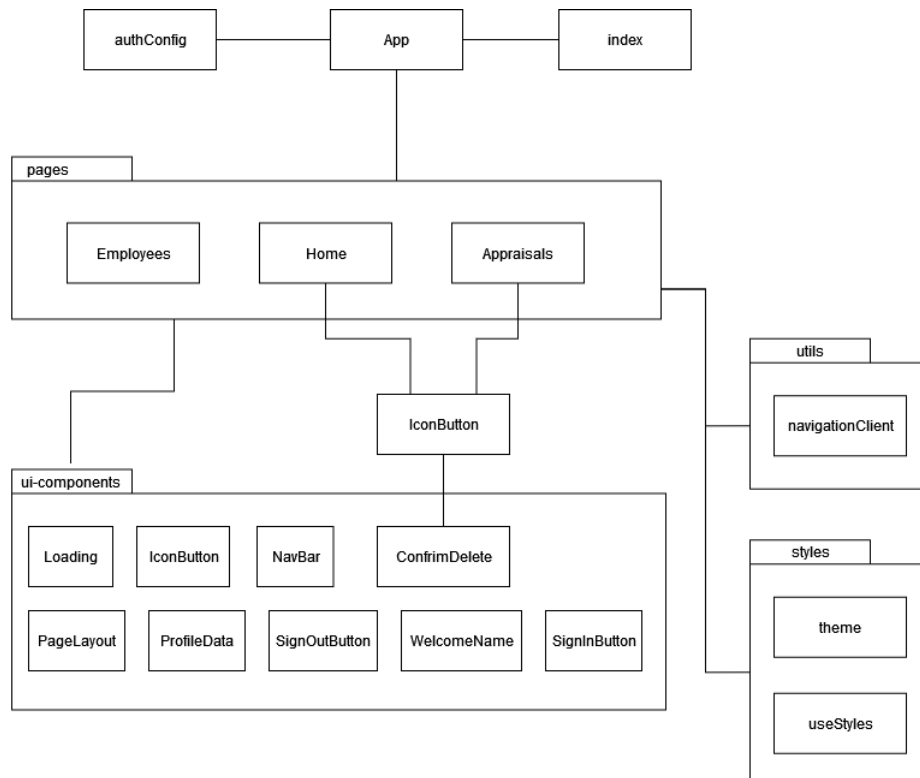 authConfig
App
index
pages
Employees
Home
Appraisals
utils
navigationClient
IconButton
ui-components
Loading
IconButton
NavBar
ConfrimDelete
styles
theme
PageLayout
ProfileData
SignOutButton
WelcomeName
SignInButton
useStyles